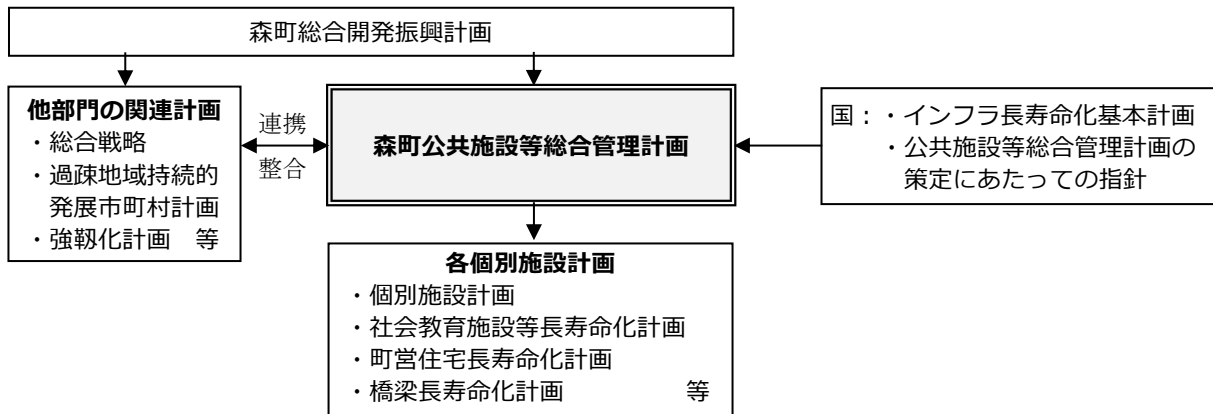 森町総合開発振興計画
他部門の関連計画
・総合戦略
・過疎地域持続的
発展市町村計画
・強靱化計画　等
連携
整合
森町公共施設等総合管理計画
国：・インフラ長寿命化基本計画
・公共施設等総合管理計画の
策定にあたっての指針
各個別施設計画
・個別施設計画
・社会教育施設等長寿命化計画
・町営住宅長寿命化計画
・橋梁長寿命化計画　　　　　等